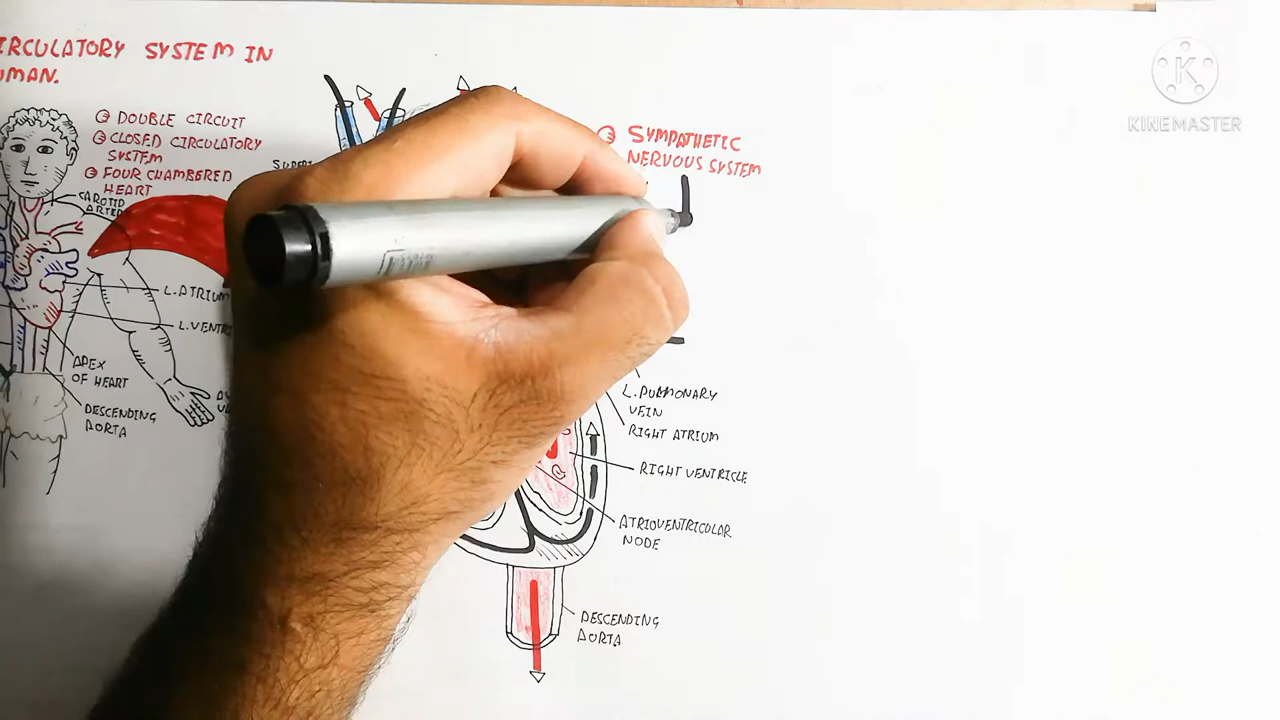 IRCULATORY SYSTEM IN
UMAN.
DOUBLE CIRCUIT
CLOSED CIRCULATORY
SYSTEM
FOUR CHAMBERED
HEART
CAROTID
ARTER
L.ATRIUM
L.VENTR
APEX
OF HEART
DESCENDING
AORTA
SUPERI
SYMPATHETIC
NERVOUS SYSTEM
L.PULMONARY
VEIN
RIGHT ATRIUM
RIGHT VENTRICLE
ATRIOVENTRICULAR
NODE
DESCENDING
AORTA
K
KINEMASTER